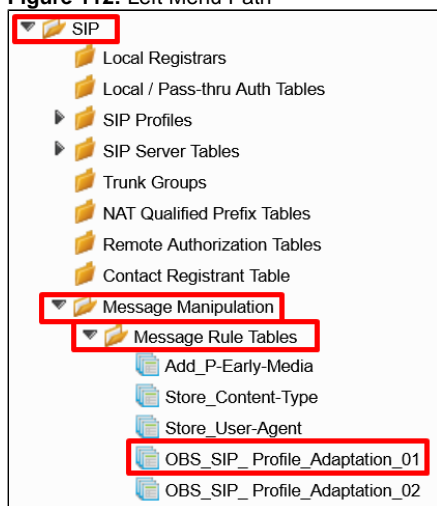 Figure 112: Left Menu Path
SIP
Local Registrars
Local / Pass-thru Auth Tables
SIP Profiles
SIP Server Tables
Trunk Groups
NAT Qualified Prefix Tables
Remote Authorization Tables
Contact Registrant Table
Message Manipulation
Message Rule Tables
Add_P-Early-Media
Store_Content-Type
Store_User-Agent
OBS_SIP_ Profile_Adaptation_01
OBS_SIP_ Profile_Adaptation_02